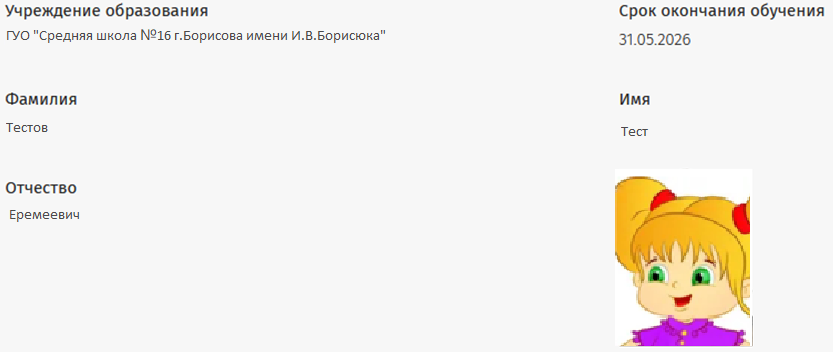 Учреждение образования
ГУО "Средняя школа №16 г.Борисова имени И.В.Борисюка"
Срок окончания обучения
31.05.2026
Фамилия
Тестов
Имя
Тест
Отчество
Еремеевич